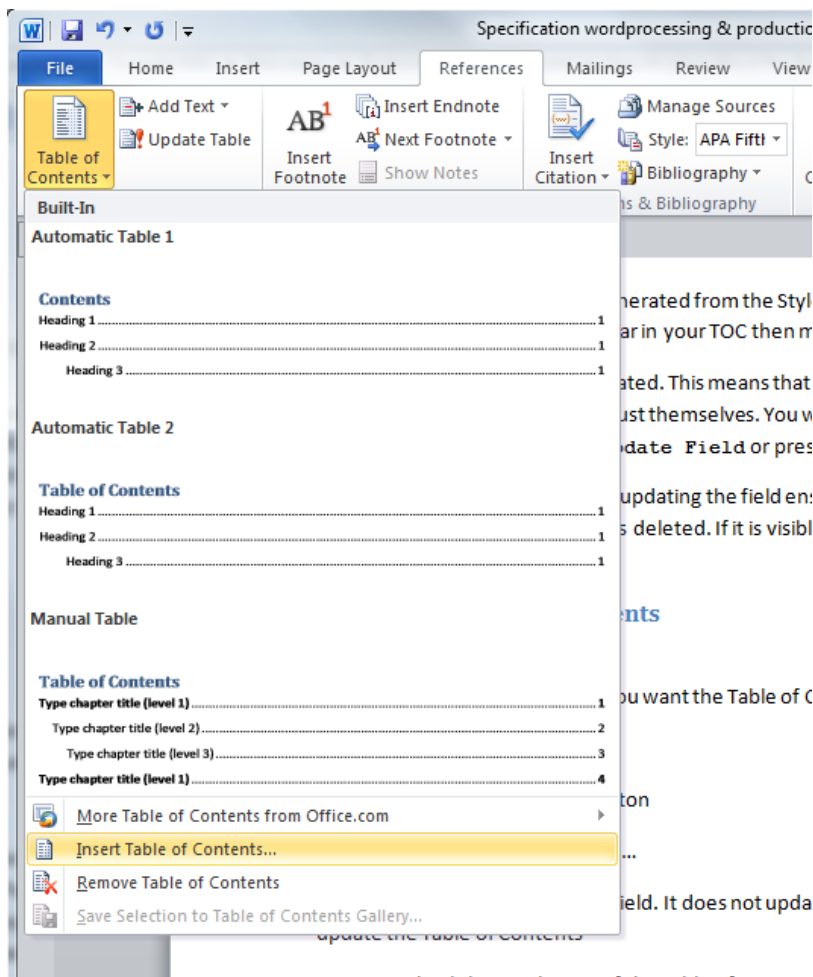 W
Specification wordprocessing & productio
File Home Insert Page Layout References Mailings Review View
Add Text
Update Table
Table of
Contents
AB1
Insert
Footnote
Insert Endnote
AB1 Next Footnote
Show Notes
Insert
Citation
Manage Sources
Style: APA Fifth
Bibliography
C
ns & Bibliography
Built-In
Automatic Table 1
Contents
Heading 1 ........ 1
Heading 2 ........ 1
Heading 3 ........ 1
Automatic Table 2
Table of Contents
Heading 1 ........ 1
Heading 2 ........ 1
Heading 3 ........ 1
Manual Table
Table of Contents
Type chapter title (level 1) ........ 1
Type chapter title (level 2) ........ 2
Type chapter title (level 3) ........ 3
Type chapter title (level 1) ........ 4
More Table of Contents from Office.com
Insert Table of Contents...
Remove Table of Contents
Save Selection to Table of Contents Gallery...
nerated from the Styl
ar in your TOC then m
ated. This means that
ust themselves. You w
date Field or pres
updating the field ens
s deleted. If it is visibl
nts
ou want the Table of C
ton
...
ield. It does not upda
update the Table of Contents